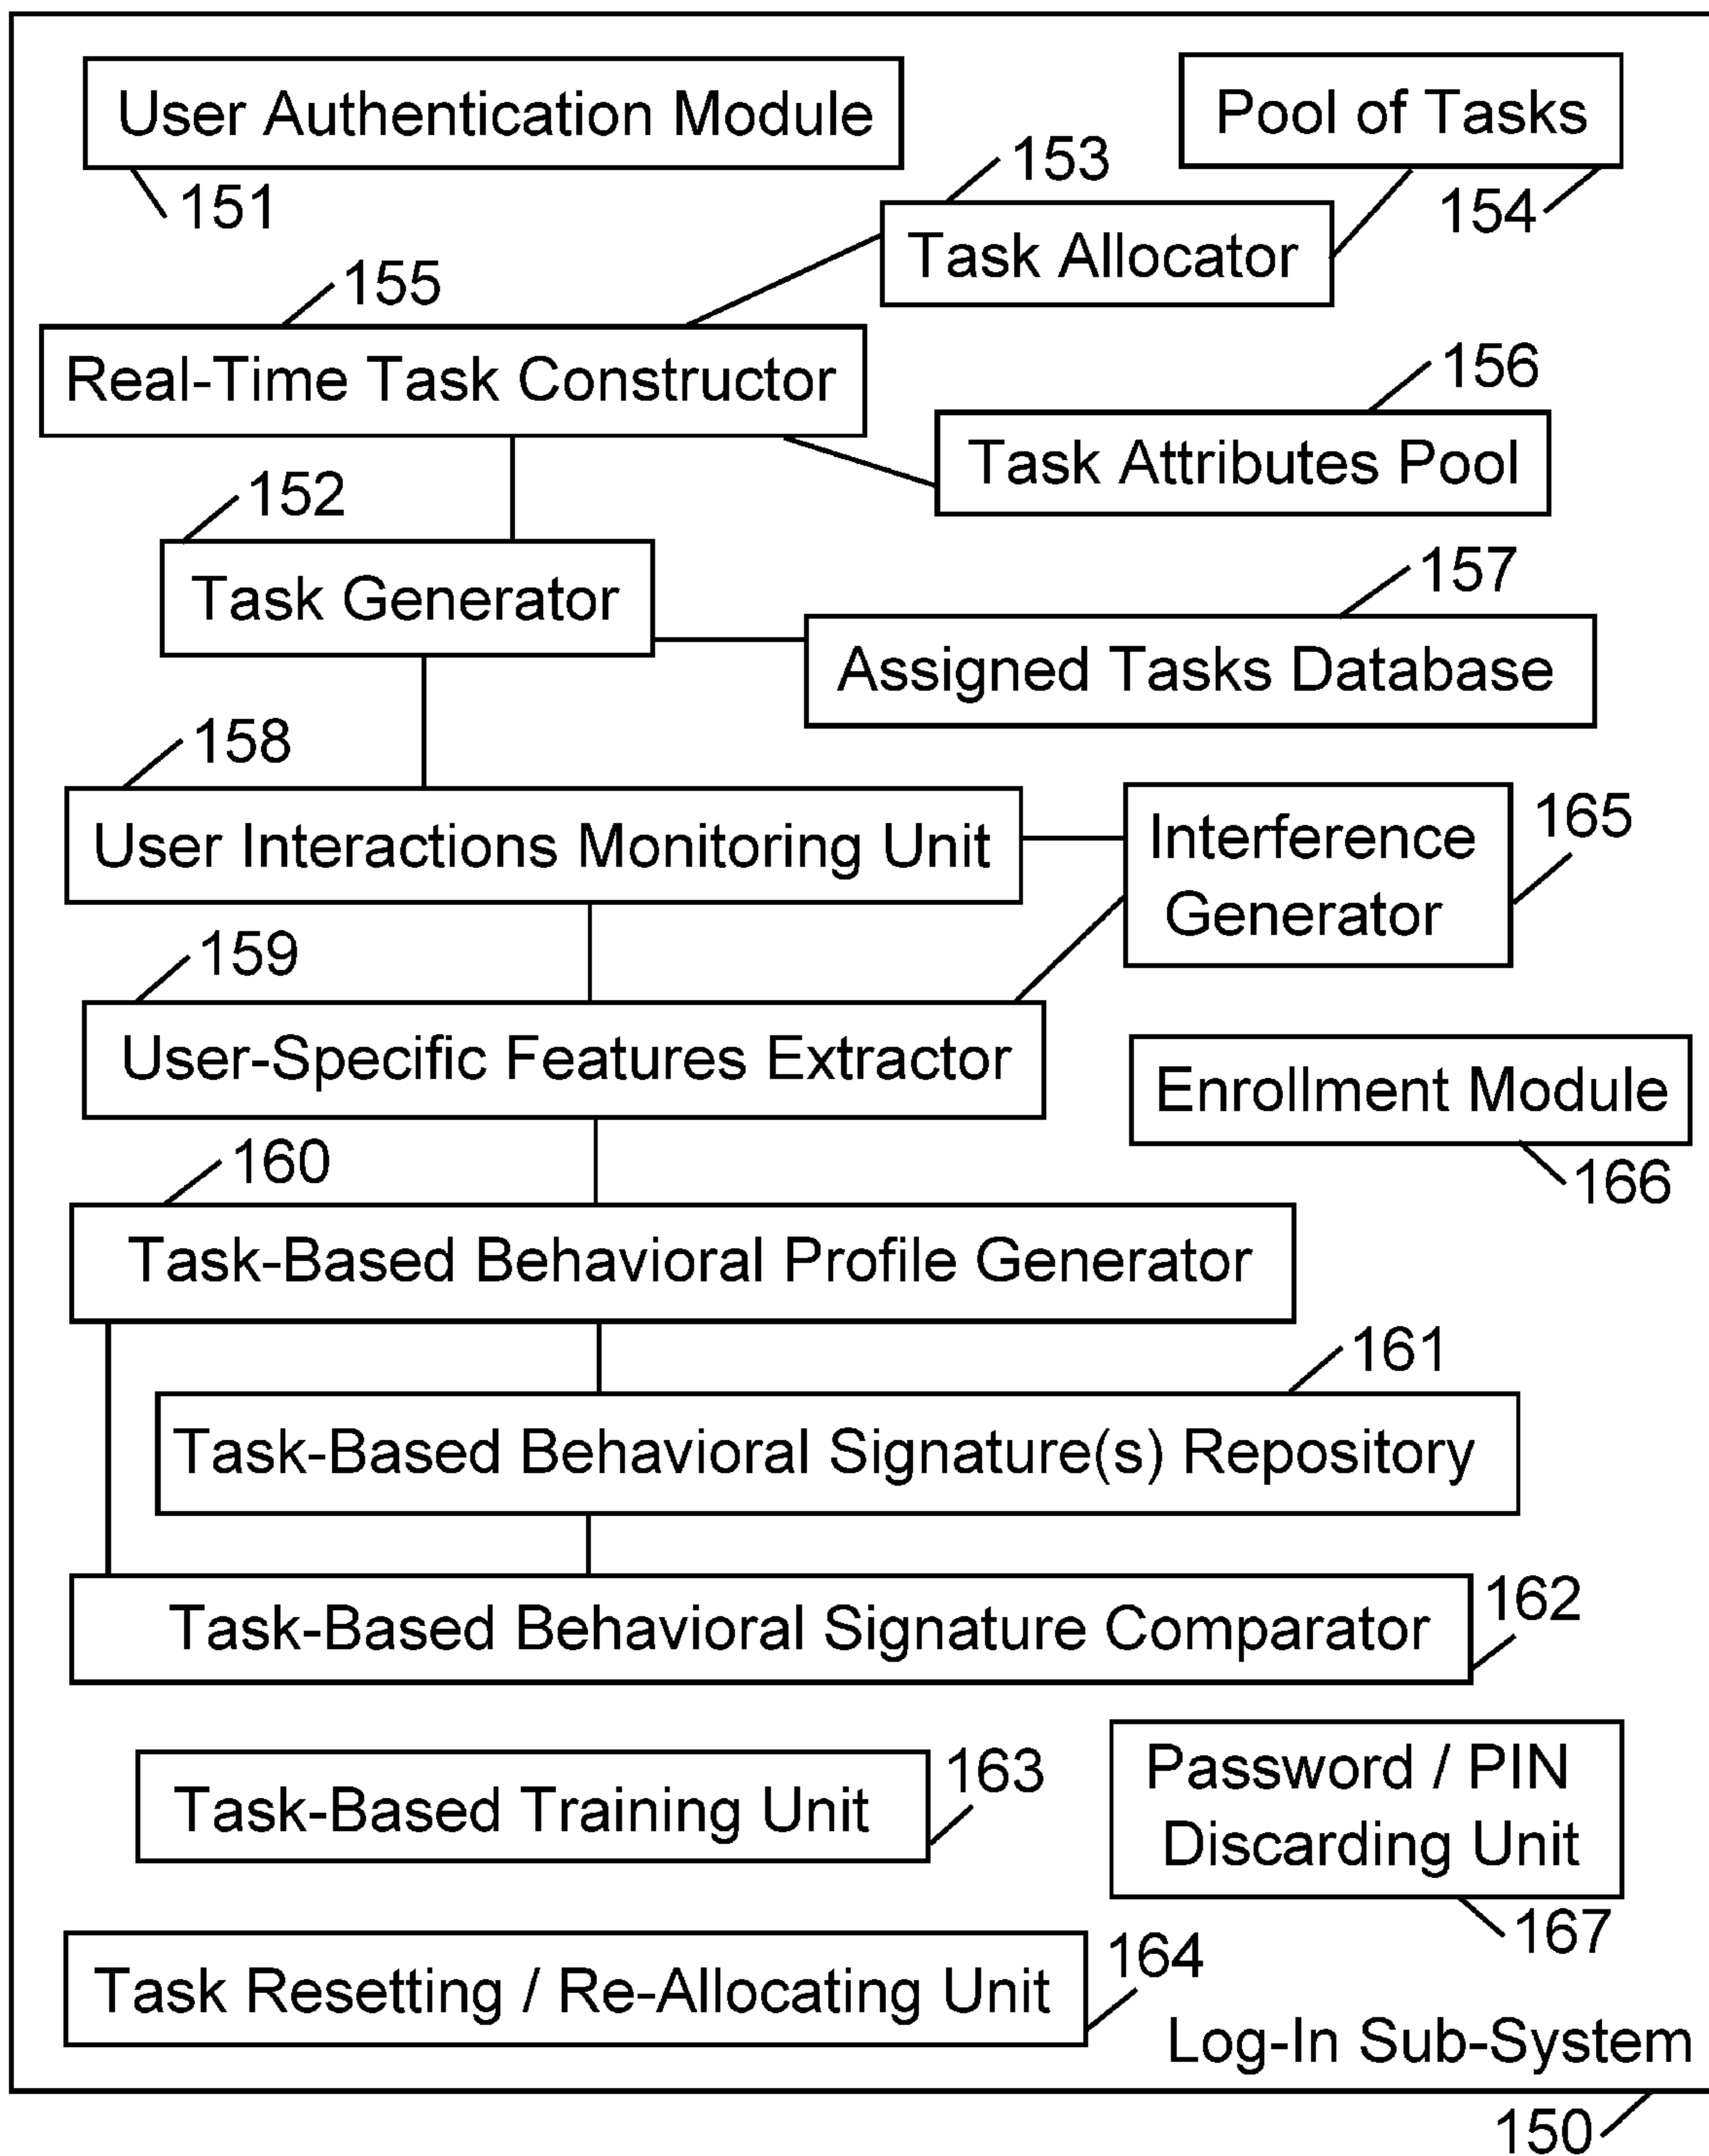 User Authentication Module
151
Pool of Tasks
154
153
Task Allocator
155
Real-Time Task Constructor
156
Task Attributes Pool
152
Task Generator
157
Assigned Tasks Database
158
User Interactions Monitoring Unit
Interference
Generator
165
159
User-Specific Features Extractor
Enrollment Module
166
160
Task-Based Behavioral Profile Generator
161
Task-Based Behavioral Signature(s) Repository
Task-Based Behavioral Signature Comparator
162
Task-Based Training Unit
163
Password / PIN
Discarding Unit
167
Task Resetting / Re-Allocating Unit
164
Log-In Sub-System
150